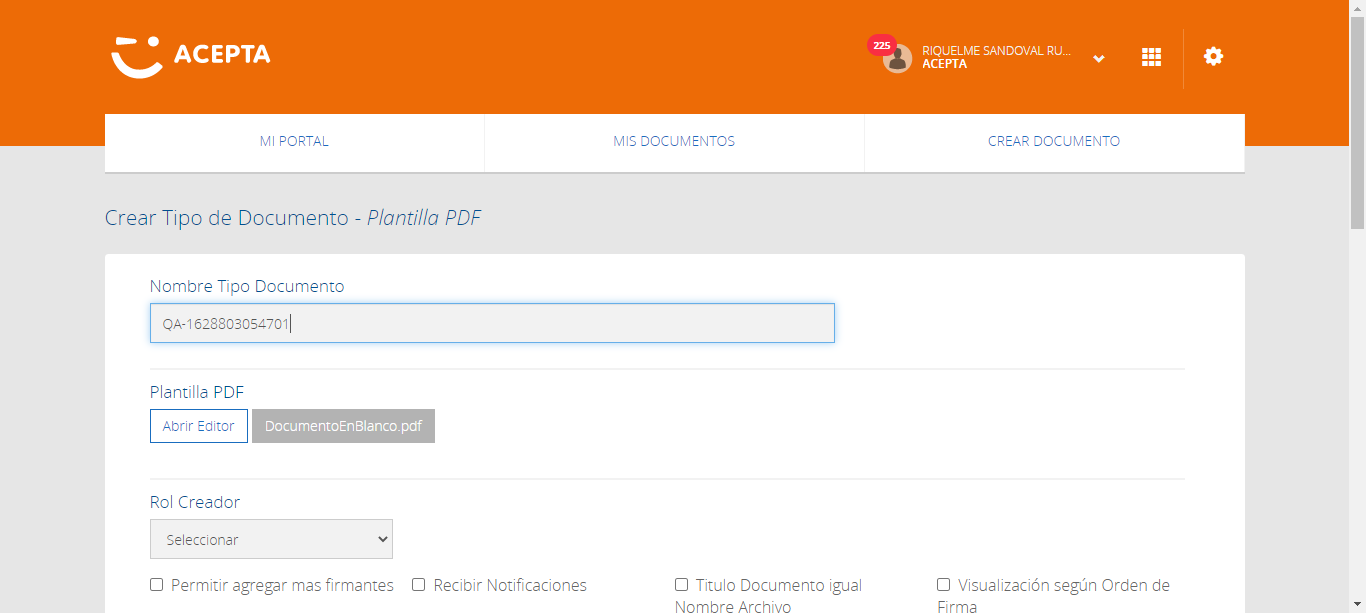 ACEPTA
225
RIQUELME SANDOVAL RU...
ACEPTA
MI PORTAL
MIS DOCUMENTOS
CREAR DOCUMENTO
Crear Tipo de Documento - Plantilla PDF
Nombre Tipo Documento
QA-1628803054701
Plantilla PDF
Abrir Editor
DocumentoEnBlanco.pdf
Rol Creador
Seleccionar
Permitir agregar mas firmantes
Recibir Notificaciones
Titulo Documento igual
Nombre Archivo
Visualización según Orden de
Firma